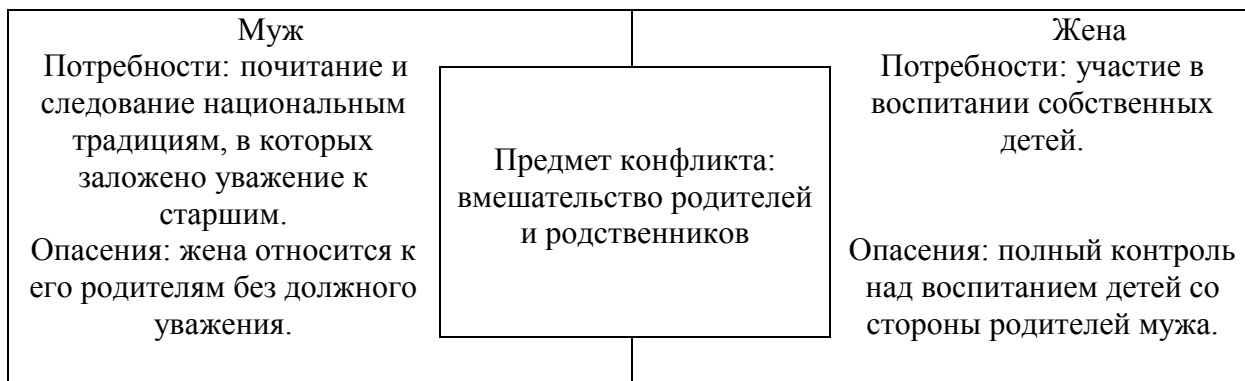 Муж
Потребности: почитание и
следование национальным
традициям, в которых
заложено уважение к
старшим.
Опасения: жена относится к
его родителям без должного
уважения.
Предмет конфликта:
вмешательство родителей
и родственников
Жена
Потребности: участие в
воспитании собственных
детей.
Опасения: полный контроль
над воспитанием детей со
стороны родителей мужа.